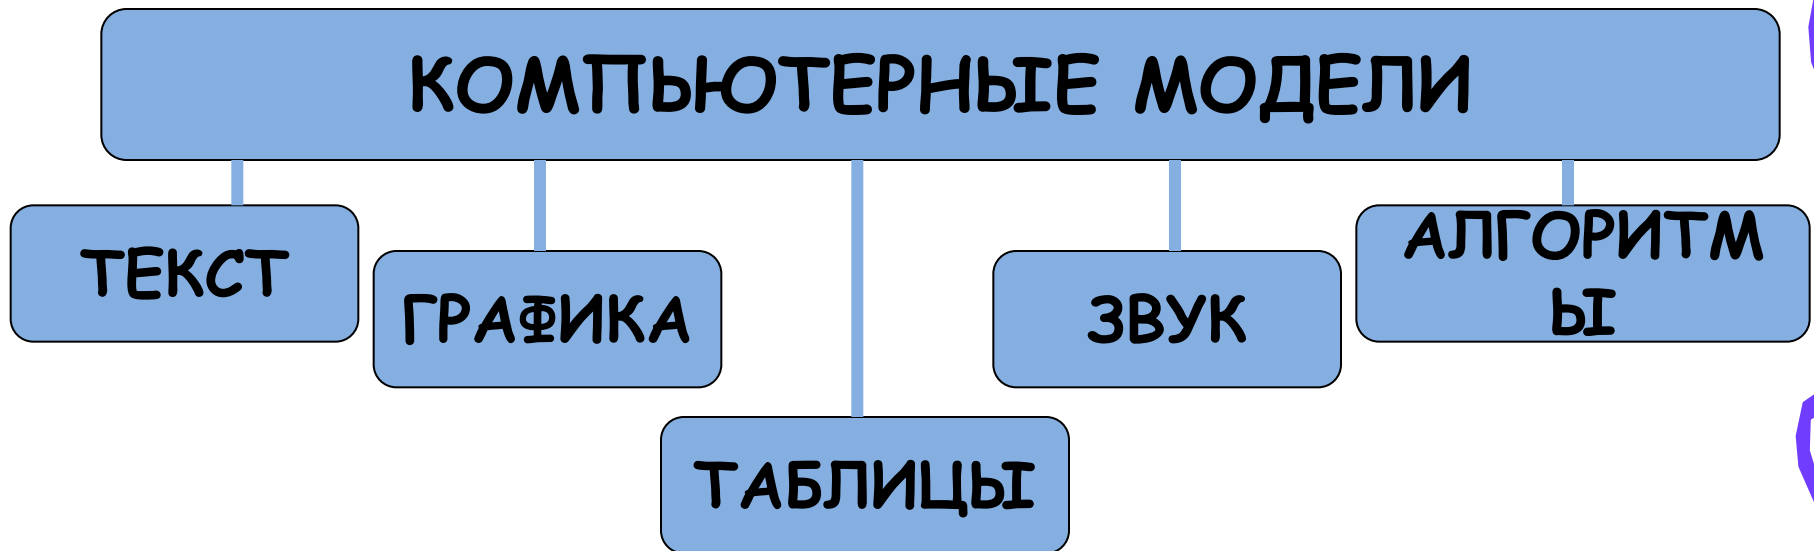 КОМПЬЮТЕРНЫЕ МОДЕЛИ
ТЕКСТ
ГРАФИКА
ТАБЛИЦЫ
ЗВУК
АЛГОРИТМ
Ы